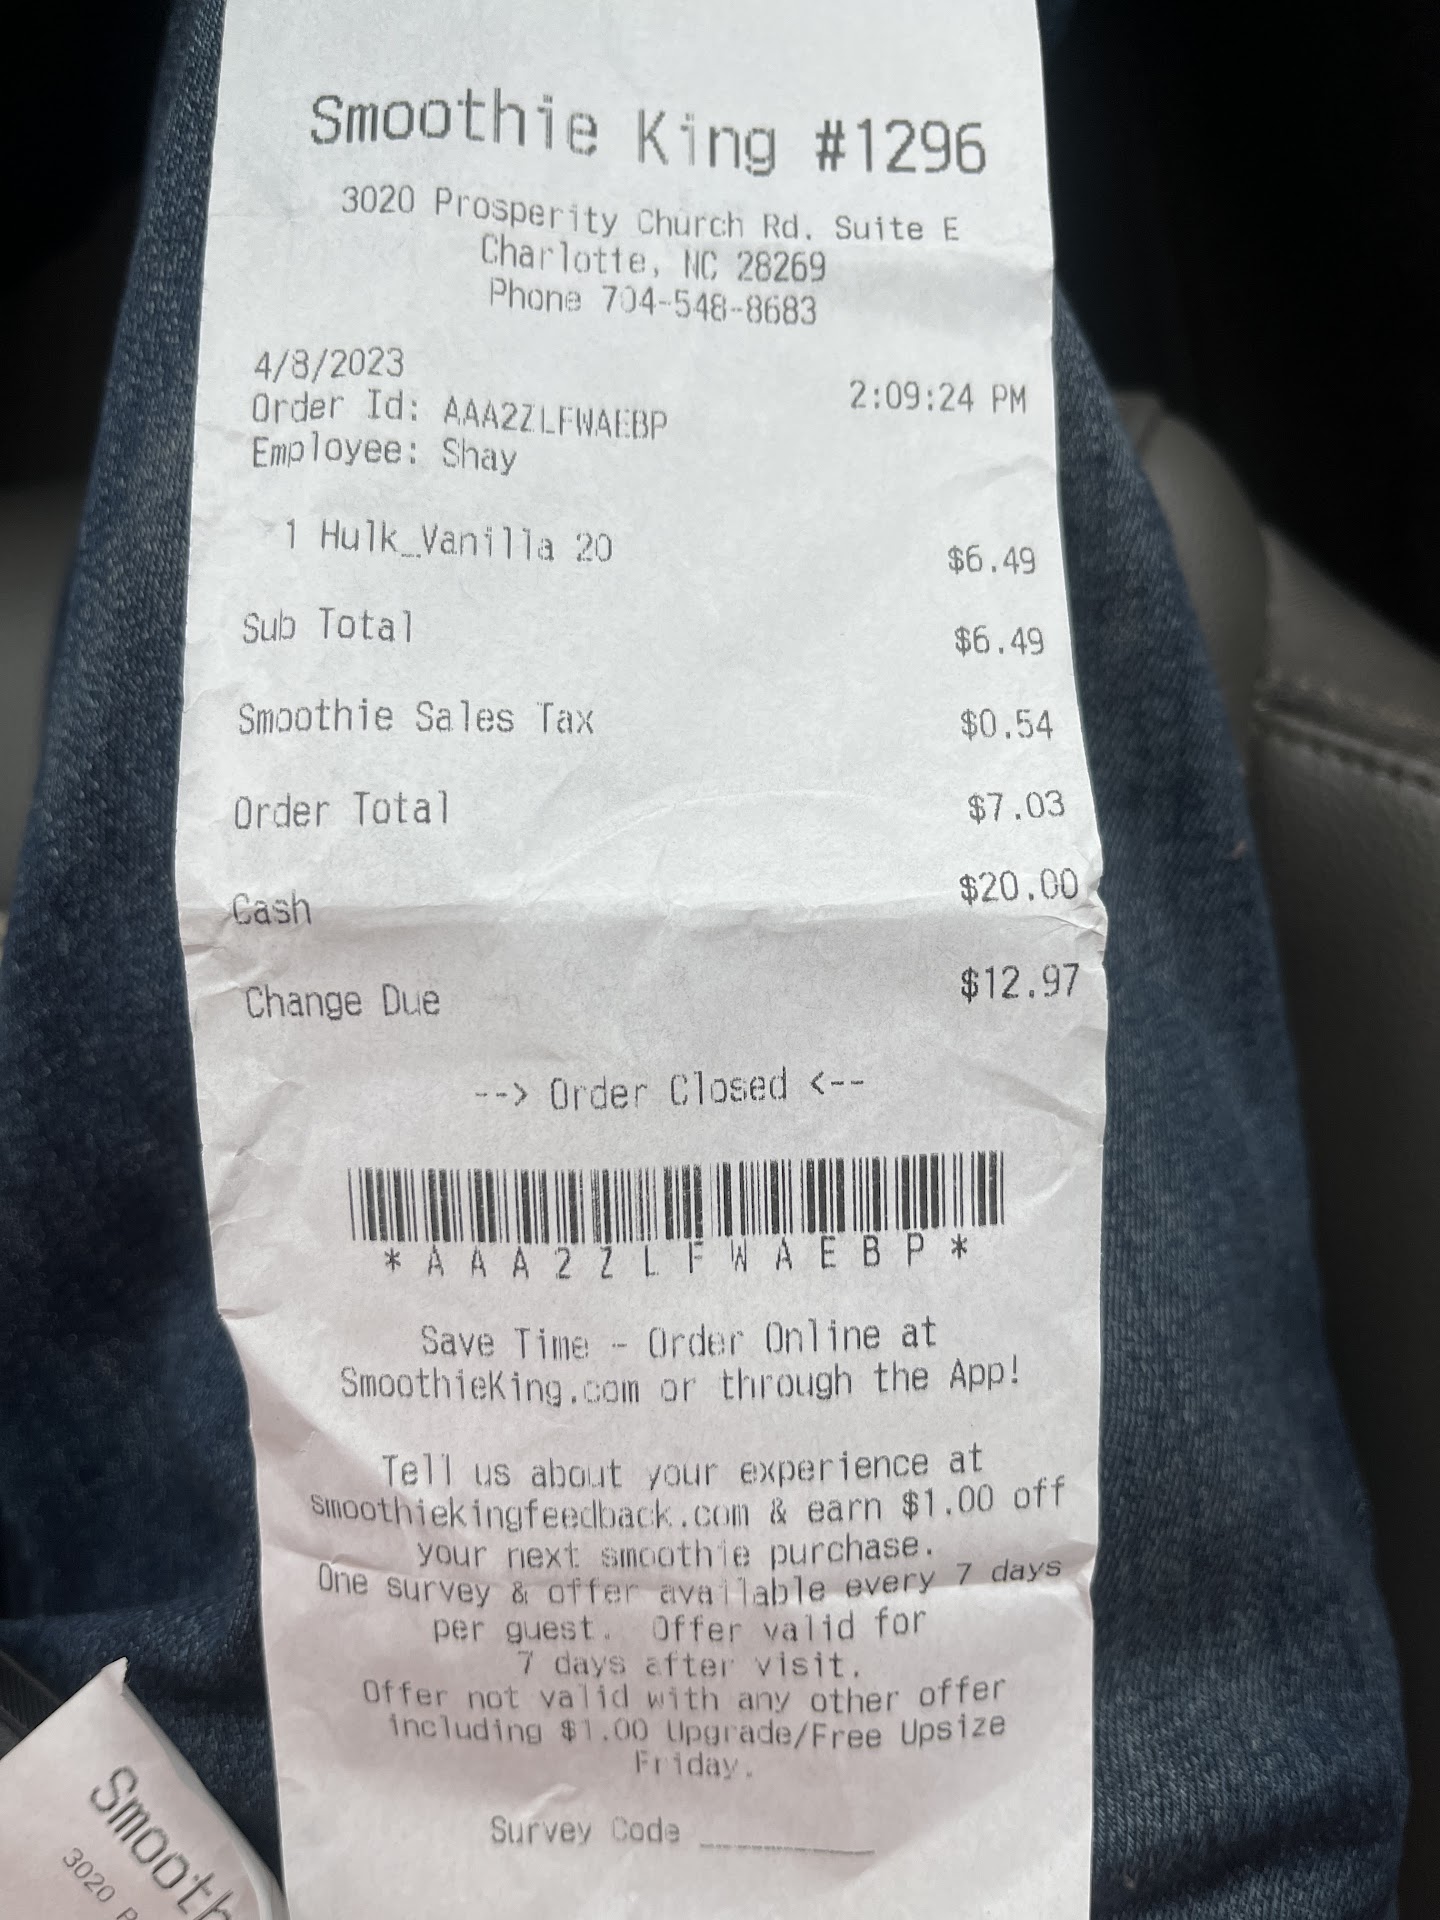 Smoothie King #1296
3020 Prosperity Church Rd. Suite E
Charlotte, NC 28269
Phone 704-548-8683
4/8/2023 2:09:24 PM
Order Id: AAA2ZLFWAEBP
Employee: Shay
1 Hulk_Vanilla 20 $6.49
Sub Total $6.49
Smoothie Sales Tax $0.54
Order Total $7.03
Cash $20.00
Change Due $12.97
--> Order Closed <--
*AAA2ZLFWAEBP*
Save Time - Order Online at
SmoothieKing.com or through the App!
Tell us about your experience at
smoothiekingfeedback.com & earn $1.00 off
your next smoothie purchase.
One survey & offer available every 7 days
per guest. Offer valid for
7 days after visit.
Offer not valid with any other offer
including $1.00 Upgrade/Free Upsize
Friday.
Survey Code ________
Smooth
3020 P